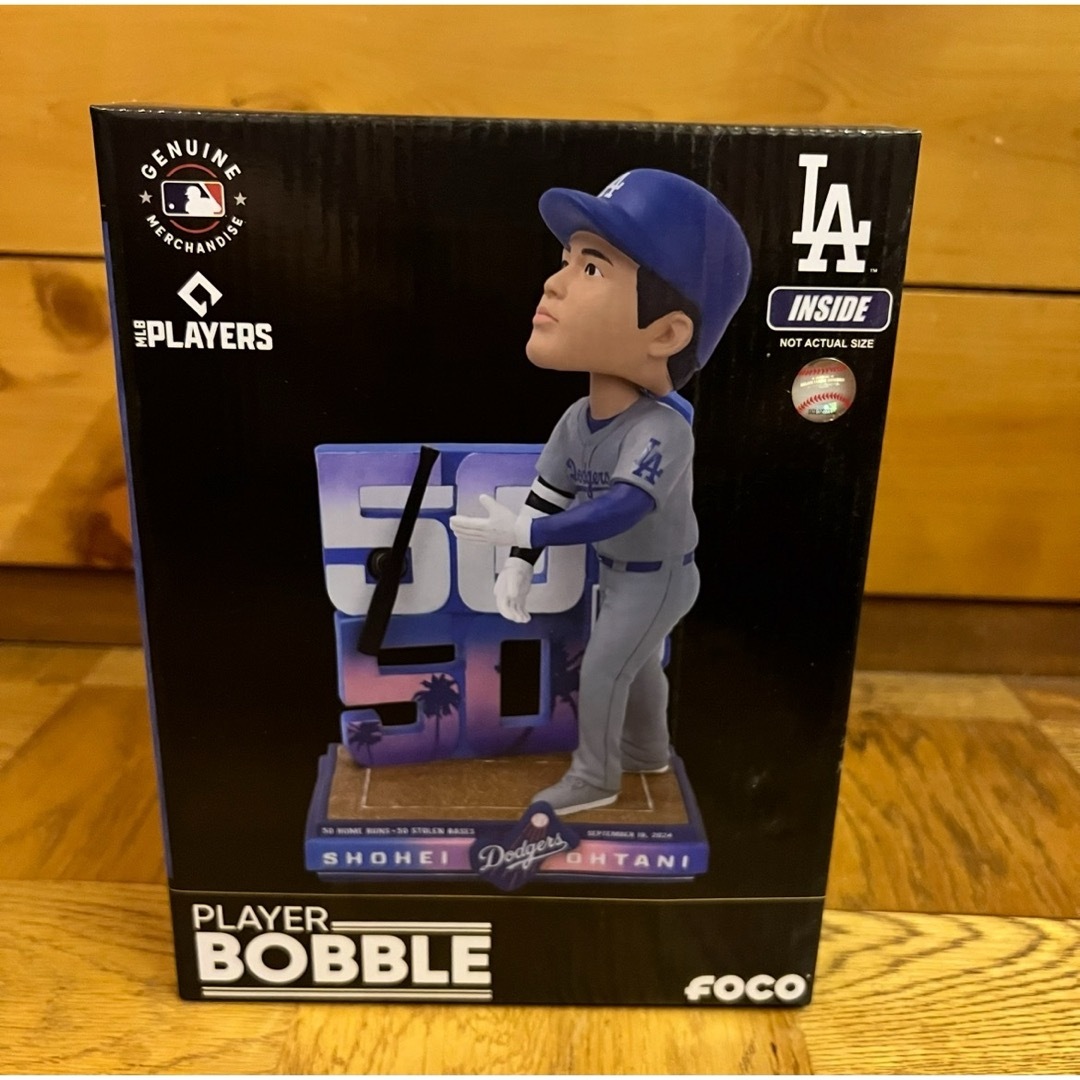 GENUINE
MERCHANDISE
MLB PLAYERS
LA
INSIDE
NOT ACTUAL SIZE
LA
Dodgers
LA
50
50
50 HOME RUNS - 50 STOLEN BASES
SEPTEMBER 19, 2024
SHOHEI Dodgers OHTANI
PLAYER
BOBBLE
FOCO